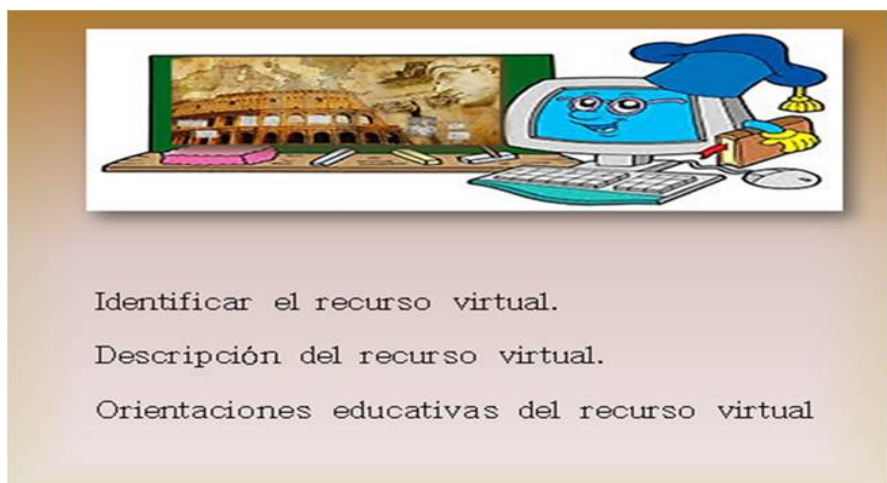 Identificar el recurso virtual.
Descripción del recurso virtual.
Orientaciones educativas del recurso virtual